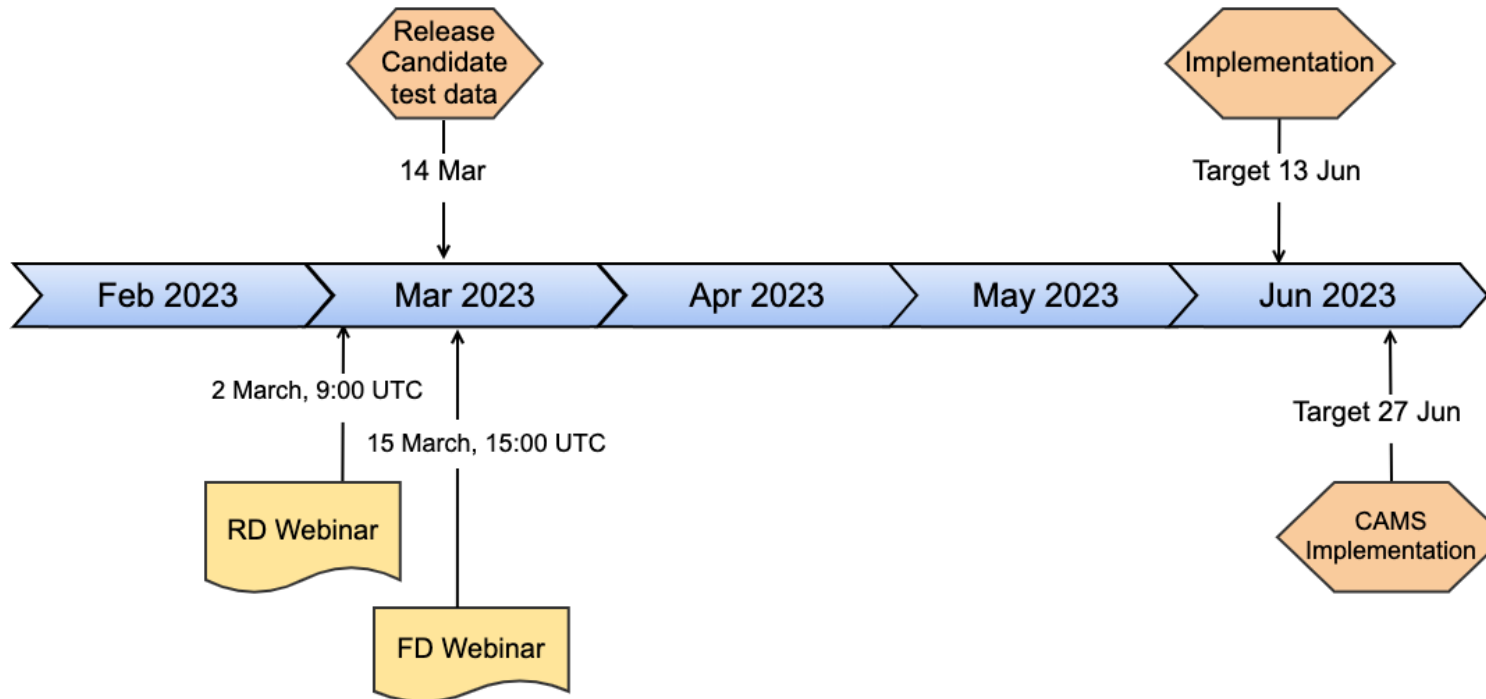 Release
Candidate
test data
Implementation
14 Mar
Target 13 Jun
Feb 2023
Mar 2023
Apr 2023
May 2023
Jun 2023
2 March, 9:00 UTC
15 March, 15:00 UTC
Target 27 Jun
RD Webinar
CAMS
Implementation
FD Webinar